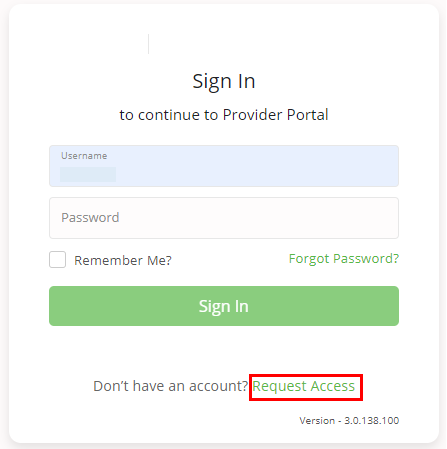 Sign In
to continue to Provider Portal
Username
Password
Remember Me?
Forgot Password?
Sign In
Don't have an account? Request Access
Version - 3.0.138.100